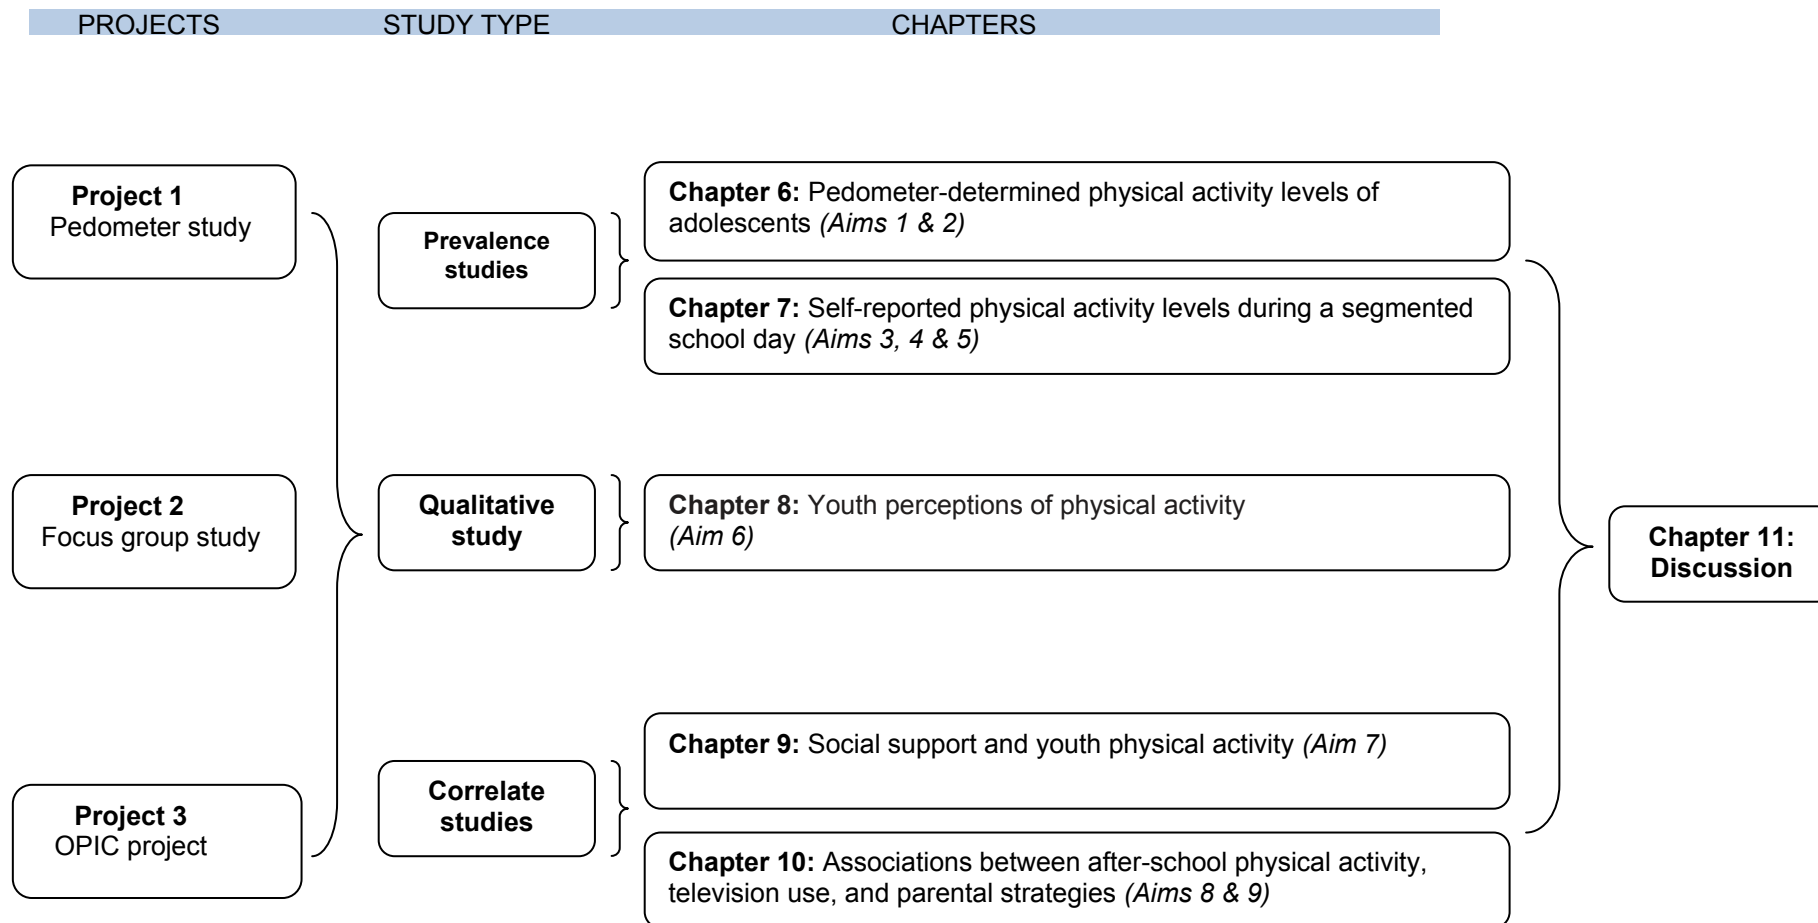 PROJECTS STUDY TYPE CHAPTERS
Project 1
Pedometer study
Project 2
Focus group study
Project 3
OPIC project
Prevalence
studies
Qualitative
study
Correlate
studies
Chapter 6: Pedometer-determined physical activity levels of
adolescents (Aims 1 & 2)
Chapter 7: Self-reported physical activity levels during a segmented
school day (Aims 3, 4 & 5)
Chapter 8: Youth perceptions of physical activity
(Aim 6)
Chapter 9: Social support and youth physical activity (Aim 7)
Chapter 10: Associations between after-school physical activity,
television use, and parental strategies (Aims 8 & 9)
Chapter 11:
Discussion